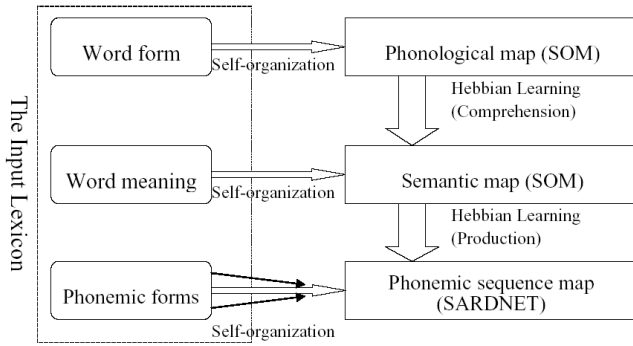 The Input Lexicon
Word form
Self-organization
Phonological map (SOM)
Hebbian Learning
(Comprehension)
Word meaning
Self-organization
Semantic map (SOM)
Hebbian Learning
(Production)
Phonemic forms
Self-organization
Phonemic sequence map
(SARDNET)